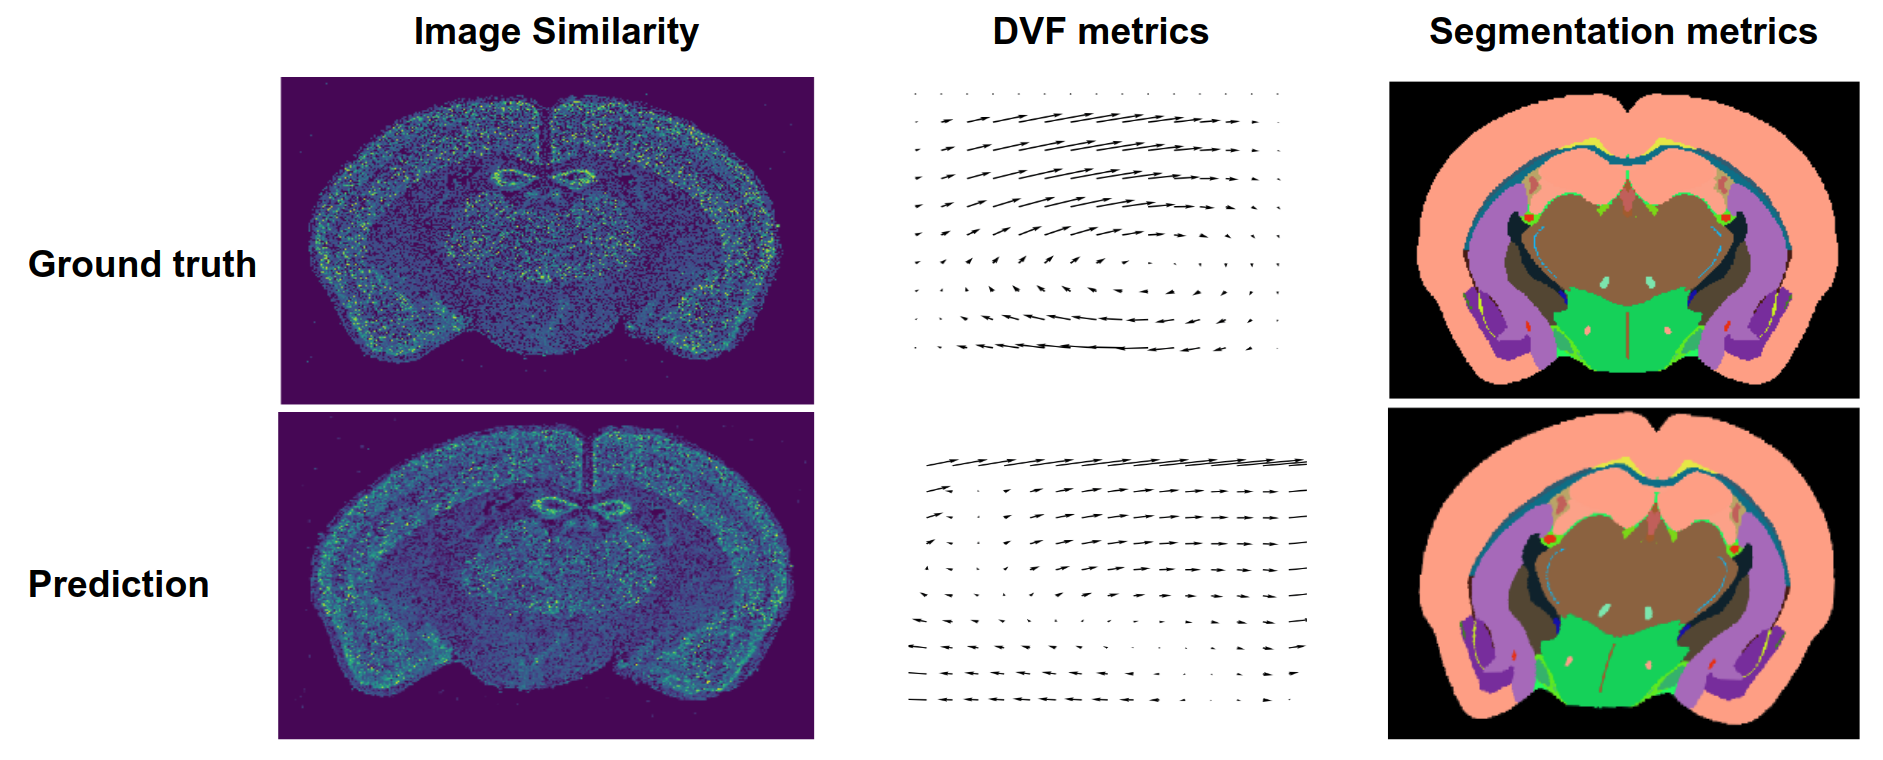 Image Similarity
DVF metrics
Segmentation metrics
Ground truth
Prediction